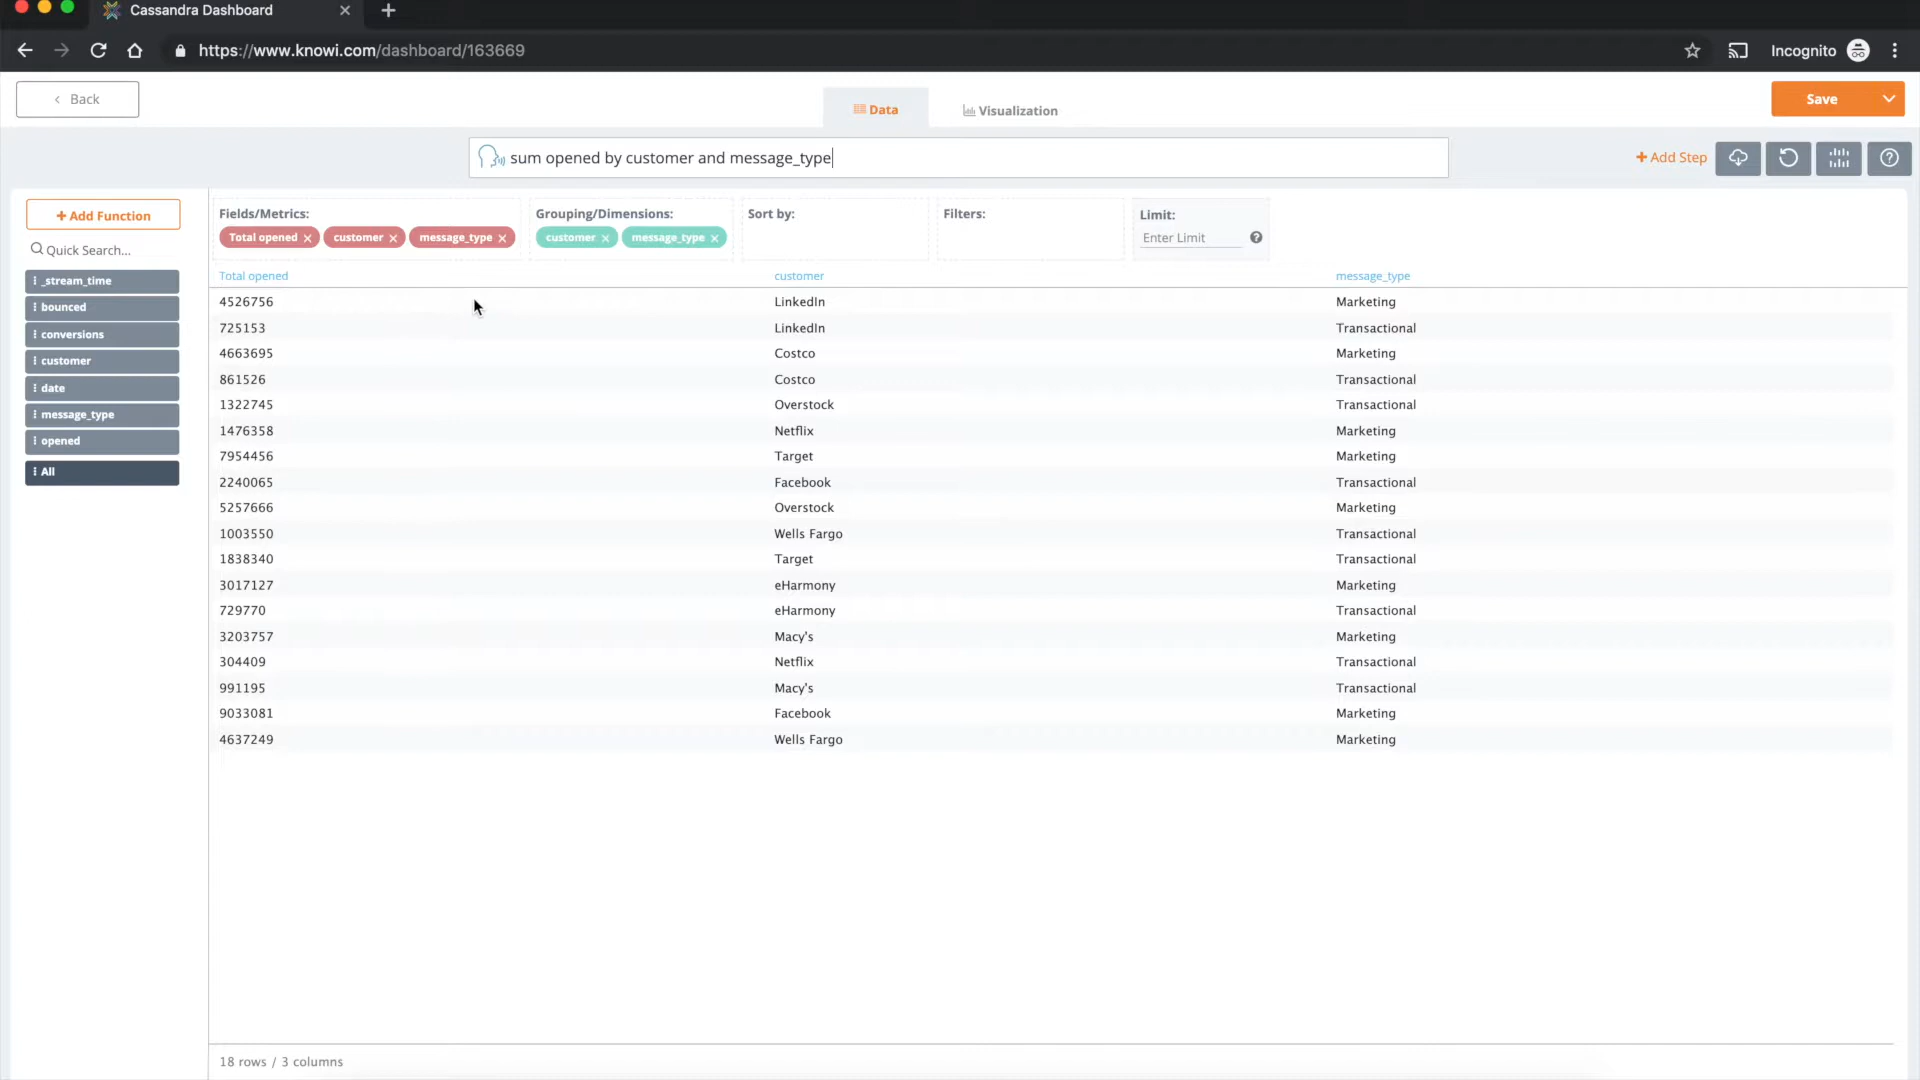 Cassandra Dashboard
https://www.knowi.com/dashboard/163669
Incognito
Back
Data
Visualization
Save
sum opened by customer and message_type
+ Add Step
+ Add Function
Quick Search...
_stream_time
bounced
conversions
customer
date
message_type
opened
All
Fields/Metrics:
Total opened × customer × message_type ×
Grouping/Dimensions:
customer × message_type ×
Sort by:
Filters:
Limit:
Enter Limit ?
Total opened customer message_type
4526756 LinkedIn Marketing
725153 LinkedIn Transactional
4663695 Costco Marketing
861526 Costco Transactional
1322745 Overstock Transactional
1476358 Netflix Marketing
7954456 Target Marketing
2240065 Facebook Transactional
5257666 Overstock Marketing
1003550 Wells Fargo Transactional
1838340 Target Transactional
3017127 eHarmony Marketing
729770 eHarmony Transactional
3203757 Macy's Marketing
304409 Netflix Transactional
991195 Macy's Transactional
9033081 Facebook Marketing
4637249 Wells Fargo Marketing
18 rows / 3 columns